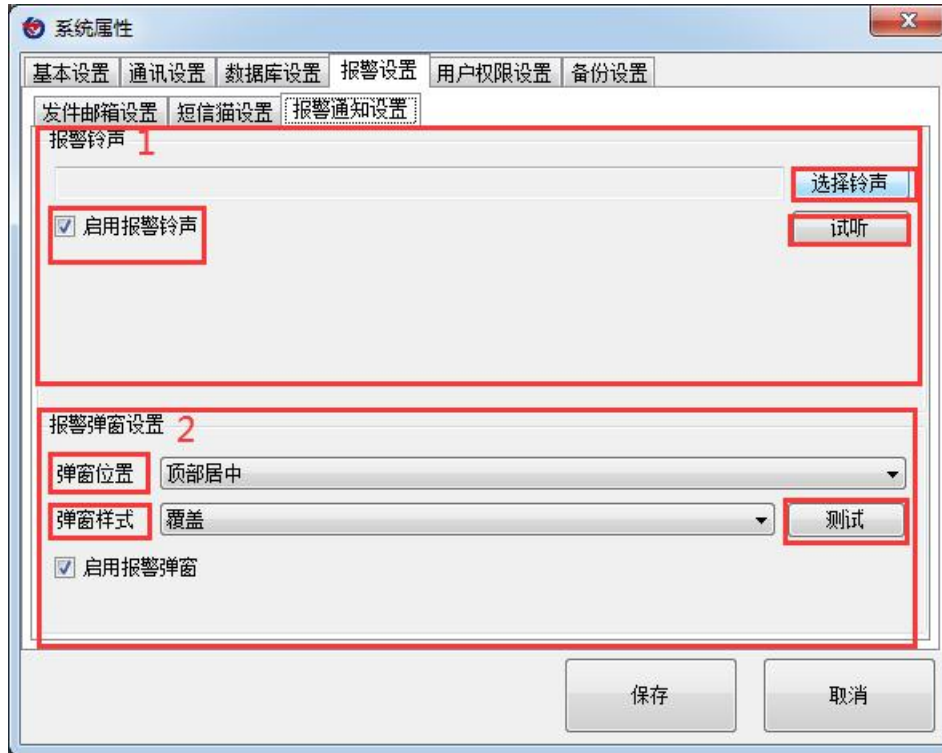 系统属性
基本设置 通讯设置 数据库设置 报警设置 用户权限设置 备份设置
发件邮箱设置 短信猫设置 报警通知设置
报警铃声 1
选择铃声
启用报警铃声 试听
报警弹窗设置 2
弹窗位置 顶部居中
弹窗样式 覆盖 测试
启用报警弹窗
保存 取消